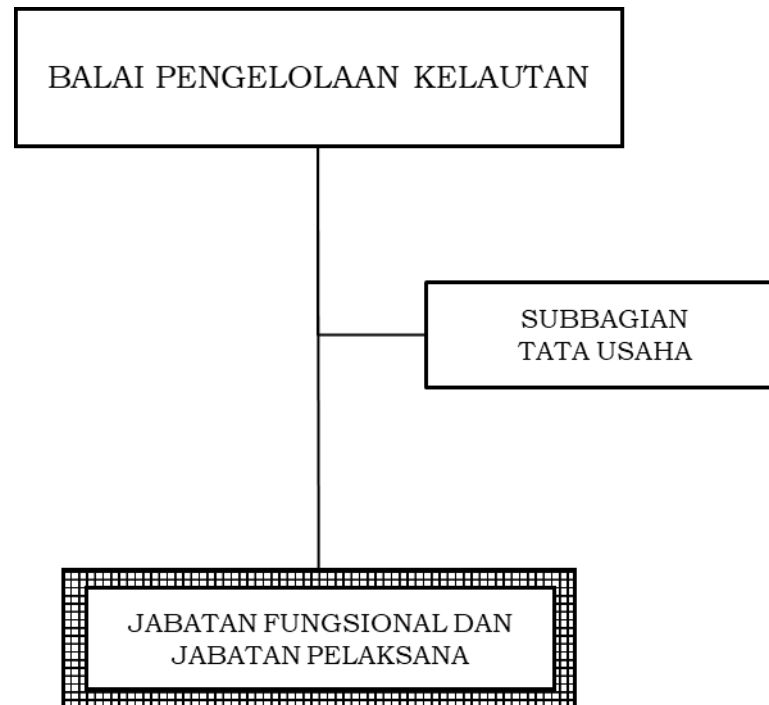 BALAI PENGELOLAAN KELAUTAN
SUBBAGIAN
TATA USAHA
JABATAN FUNGSIONAL DAN
JABATAN PELAKSANA